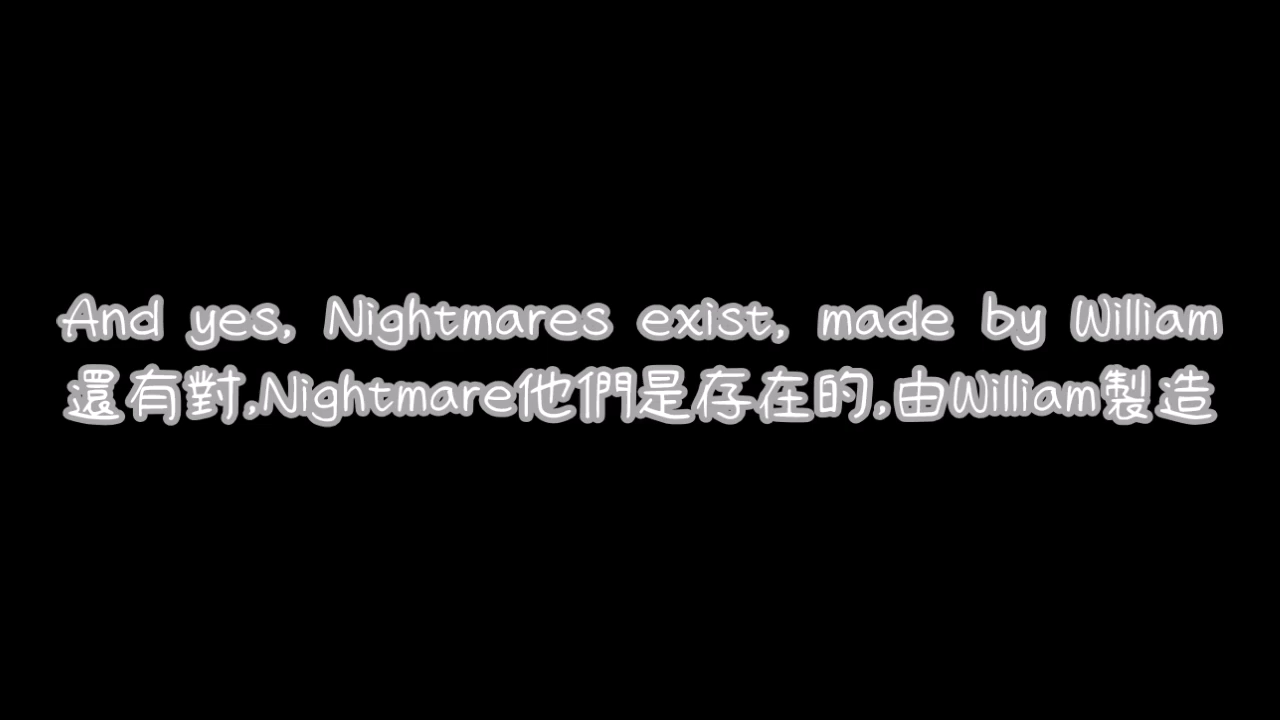 And yes, Nightmares exist, made by William
還有對,Nightmare他們是存在的,由William製造